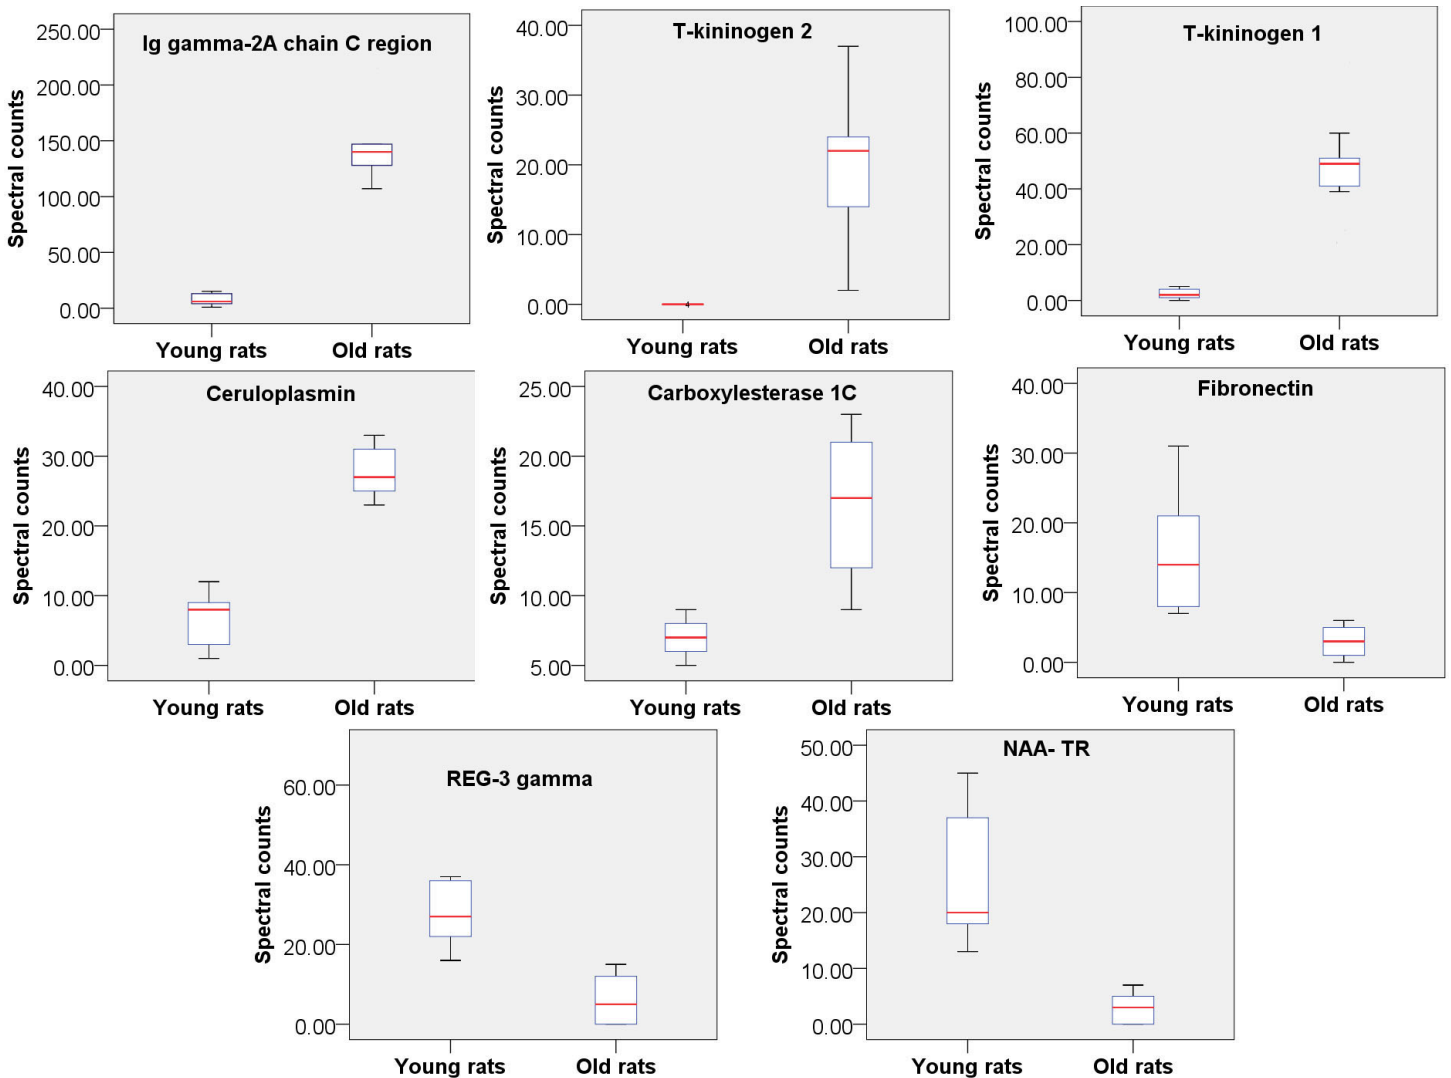 Ig gamma-2A chain C region
Spectral counts
250.00
200.00
150.00
100.00
50.00
0.00
Young rats
Old rats
T-kininogen 2
Spectral counts
40.00
30.00
20.00
10.00
0.00
4
Young rats
Old rats
T-kininogen 1
Spectral counts
100.00
80.00
60.00
40.00
20.00
0.00
Young rats
Old rats
Ceruloplasmin
Spectral counts
40.00
30.00
20.00
10.00
0.00
Young rats
Old rats
Carboxylesterase 1C
Spectral counts
25.00
20.00
15.00
10.00
5.00
Young rats
Old rats
Fibronectin
Spectral counts
40.00
30.00
20.00
10.00
0.00
Young rats
Old rats
REG-3 gamma
Spectral counts
60.00
40.00
20.00
0.00
Young rats
Old rats
NAA- TR
Spectral counts
50.00
40.00
30.00
20.00
10.00
0.00
Young rats
Old rats